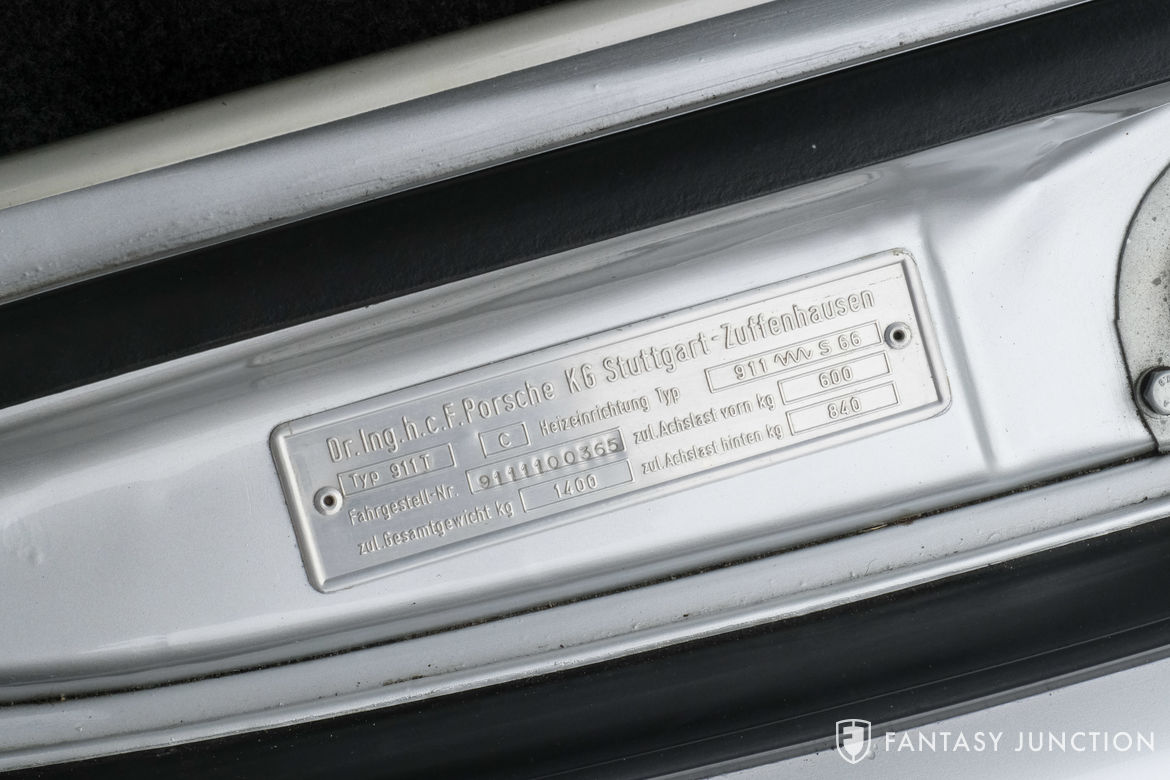 Dr. Ing. h.c. F. Porsche KG Stuttgart-Zuffenhausen
Typ 911T C Heizeinrichtung Typ 911 S 66
Fahrgestell-Nr. 9111100365 zul. Achslast vorn kg 600
zul. Gesamtgewicht kg 1400 zul. Achslast hinten kg 840
FANTASY JUNCTION